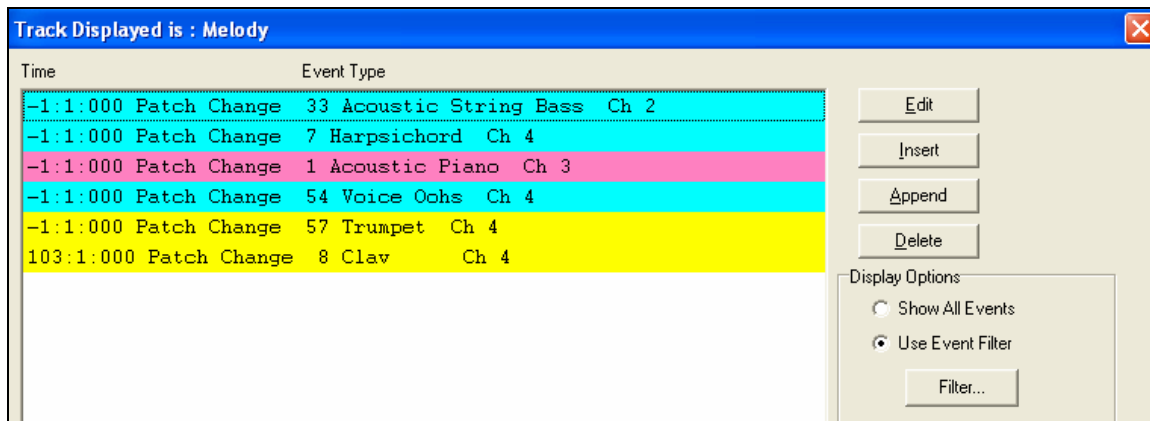 Track Displayed is : Melody
Time Event Type
-1:1:000 Patch Change 33 Acoustic String Bass Ch 2
-1:1:000 Patch Change 7 Harpsichord Ch 4
-1:1:000 Patch Change 1 Acoustic Piano Ch 3
-1:1:000 Patch Change 54 Voice Oohs Ch 4
-1:1:000 Patch Change 57 Trumpet Ch 4
103:1:000 Patch Change 8 Clav Ch 4
Edit
Insert
Append
Delete
Display Options
Show All Events
Use Event Filter
Filter...